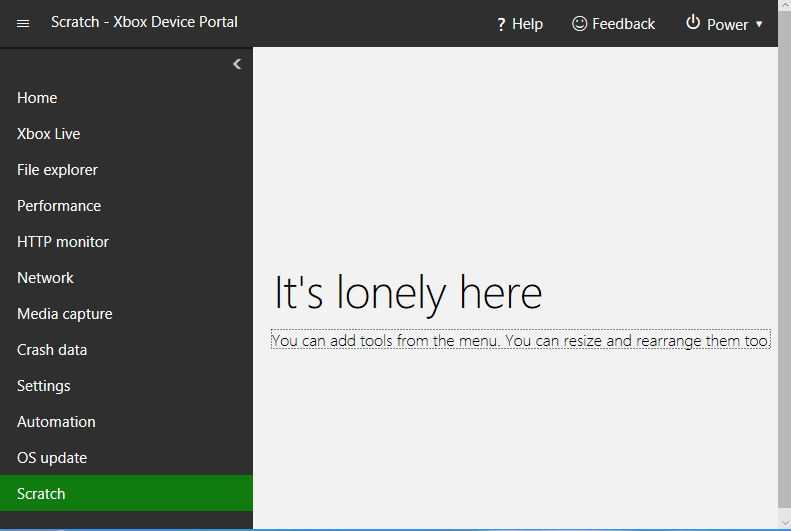 Scratch - Xbox Device Portal
? Help
Feedback
Power
Home
Xbox Live
File explorer
Performance
HTTP monitor
Network
Media capture
Crash data
Settings
Automation
OS update
Scratch
It's lonely here
You can add tools from the menu. You can resize and rearrange them too.